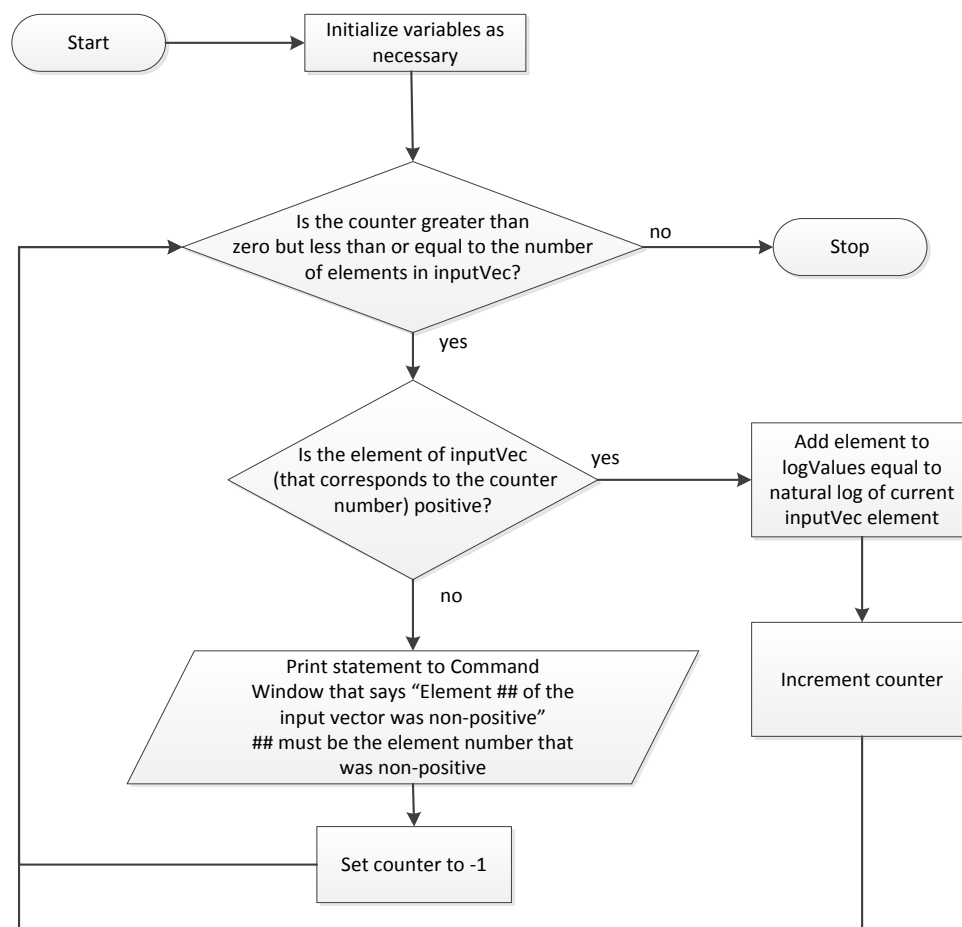 Start
Initialize variables as
necessary
Is the counter greater than
zero but less than or equal to the number
of elements in inputVec?
no
Stop
yes
Is the element of inputVec
(that corresponds to the counter
number) positive?
yes
Add element to
logValues equal to
natural log of current
inputVec element
no
Print statement to Command
Window that says “Element ## of the
input vector was non-positive”
## must be the element number that
was non-positive
Increment counter
Set counter to -1